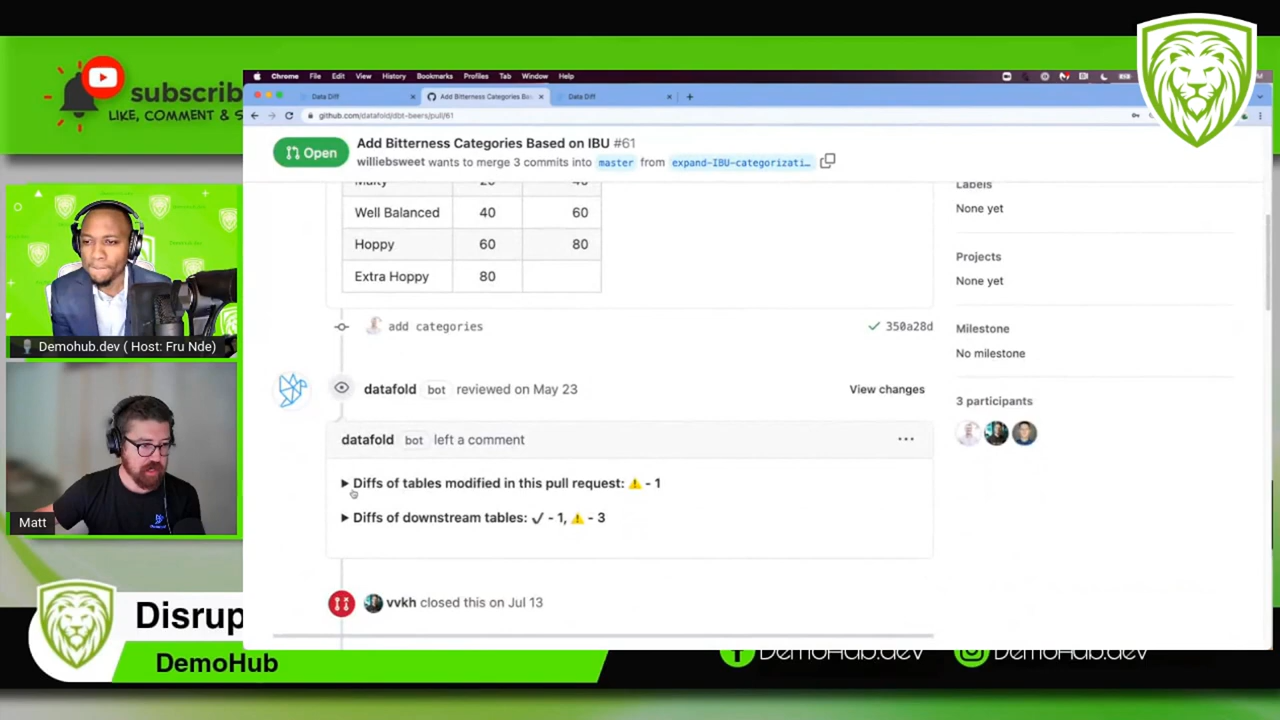 subscrib
LIKE, COMMENT & S
Chrome File Edit View History Bookmarks Profiles Tab Window Help
Data Diff
Add Bitterness Categories Bas
Data Diff
github.com/datafold/dbt-beers/pull/61
Open
Add Bitterness Categories Based on IBU #61
williebsweet wants to merge 3 commits into master from expand-IBU-categorizati…
Malty 20 40
Well Balanced 40 60
Hoppy 60 80
Extra Hoppy 80
Labels
None yet
Projects
None yet
Milestone
No milestone
3 participants
add categories 350a28d
datafold bot reviewed on May 23 View changes
datafold bot left a comment
Diffs of tables modified in this pull request: ⚠️ - 1
Diffs of downstream tables: ✓ - 1, ⚠️ - 3
vvkh closed this on Jul 13
Demohub.dev ( Host: Fru Nde)
Matt
Disrup
DemoHub
DemoHub.dev
DemoHub.dev